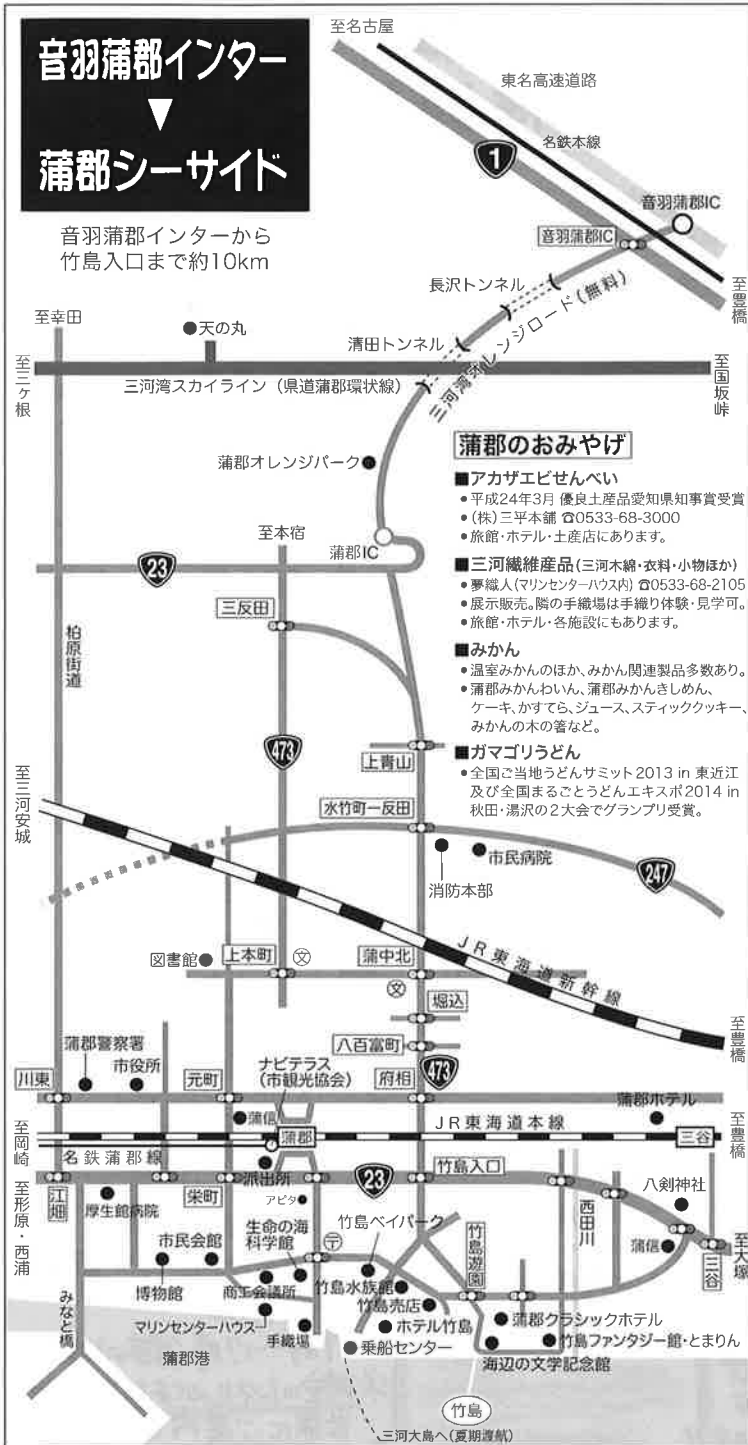 音羽蒲郡インター
▼
蒲郡シーサイド
音羽蒲郡インターから
竹島入口まで約10km
至名古屋
東名高速道路
名鉄本線
1
音羽蒲郡IC
音羽蒲郡IC
至豊橋
長沢トンネル
清田トンネル
三河湾オレンジロード(無料)
至幸田
天の丸
至三ヶ根
三河湾スカイライン(県道蒲郡環状線)
至国坂峠
蒲郡オレンジパーク
蒲郡IC
至本宿
23
三反田
柏原街道
473
上青山
至三河安城
水竹町一反田
市民病院
消防本部
247
蒲郡のおみやげ
■アカザエビせんべい
●平成24年3月 優良土産品愛知県知事賞受賞
●(株)三平本舗 ☎0533-68-3000
●旅館・ホテル・土産店にあります。
■三河繊維産品(三河木綿・衣料・小物ほか)
●夢織人(マリンセンターハウス内) ☎0533-68-2105
●展示販売。隣の手織場は手織り体験・見学可。
●旅館・ホテル・各施設にもあります。
■みかん
●温室みかんのほか、みかん関連製品多数あり。
●蒲郡みかんわいん、蒲郡みかんきしめん、
ケーキ、かすてら、ジュース、スティッククッキー、
みかんの木の箸など。
■ガマゴリうどん
●全国ご当地うどんサミット2013 in 東近江
及び全国まるごとうどんエキスポ2014 in
秋田・湯沢の2大会でグランプリ受賞。
図書館
上本町
文
蒲中北
文
JR東海道新幹線
堀込
八百富町
473
至豊橋
蒲郡警察署
市役所
ナビテラス
(市観光協会)
川東
元町
府相
蒲信
蒲郡ホテル
至岡崎
蒲郡
JR東海道本線
三谷
至豊橋
名鉄蒲郡線
派出所
23
竹島入口
至形原・西浦
江畑
厚生館病院
栄町
アピタ
八剱神社
西田川
蒲信
三谷
至大塚
市民会館
生命の海
科学館
〒
竹島ベイパーク
竹島遊園
博物館
商工会議所
竹島水族館
竹島売店
みなと橋
マリンセンターハウス
手織場
ホテル竹島
蒲郡クラシックホテル
竹島ファンタジー館・とまりん
蒲郡港
乗船センター
海辺の文学記念館
竹島
三河大島へ(夏期渡航)